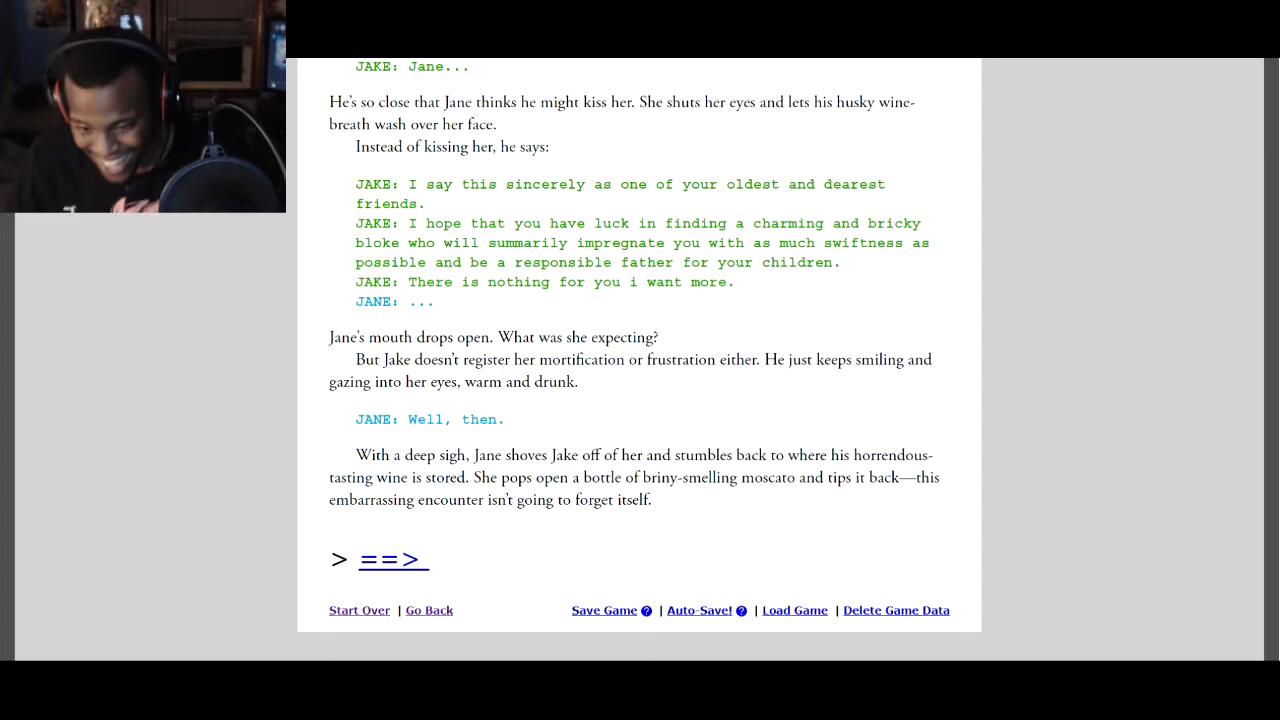 JAKE: Jane...
He's so close that Jane thinks he might kiss her. She shuts her eyes and lets his husky wine-
breath wash over her face.
Instead of kissing her, he says:
JAKE: I say this sincerely as one of your oldest and dearest
friends.
JAKE: I hope that you have luck in finding a charming and bricky
bloke who will summarily impregnate you with as much swiftness as
possible and be a responsible father for your children.
JAKE: There is nothing for you i want more.
JANE: ...
Jane's mouth drops open. What was she expecting?
But Jake doesn't register her mortification or frustration either. He just keeps smiling and
gazing into her eyes, warm and drunk.
JANE: Well, then.
With a deep sigh, Jane shoves Jake off of her and stumbles back to where his horrendous-
tasting wine is stored. She pops open a bottle of briny-smelling moscato and tips it back—this
embarrassing encounter isn't going to forget itself.
> ==>
Start Over | Go Back Save Game ? | Auto-Save! ? | Load Game | Delete Game Data